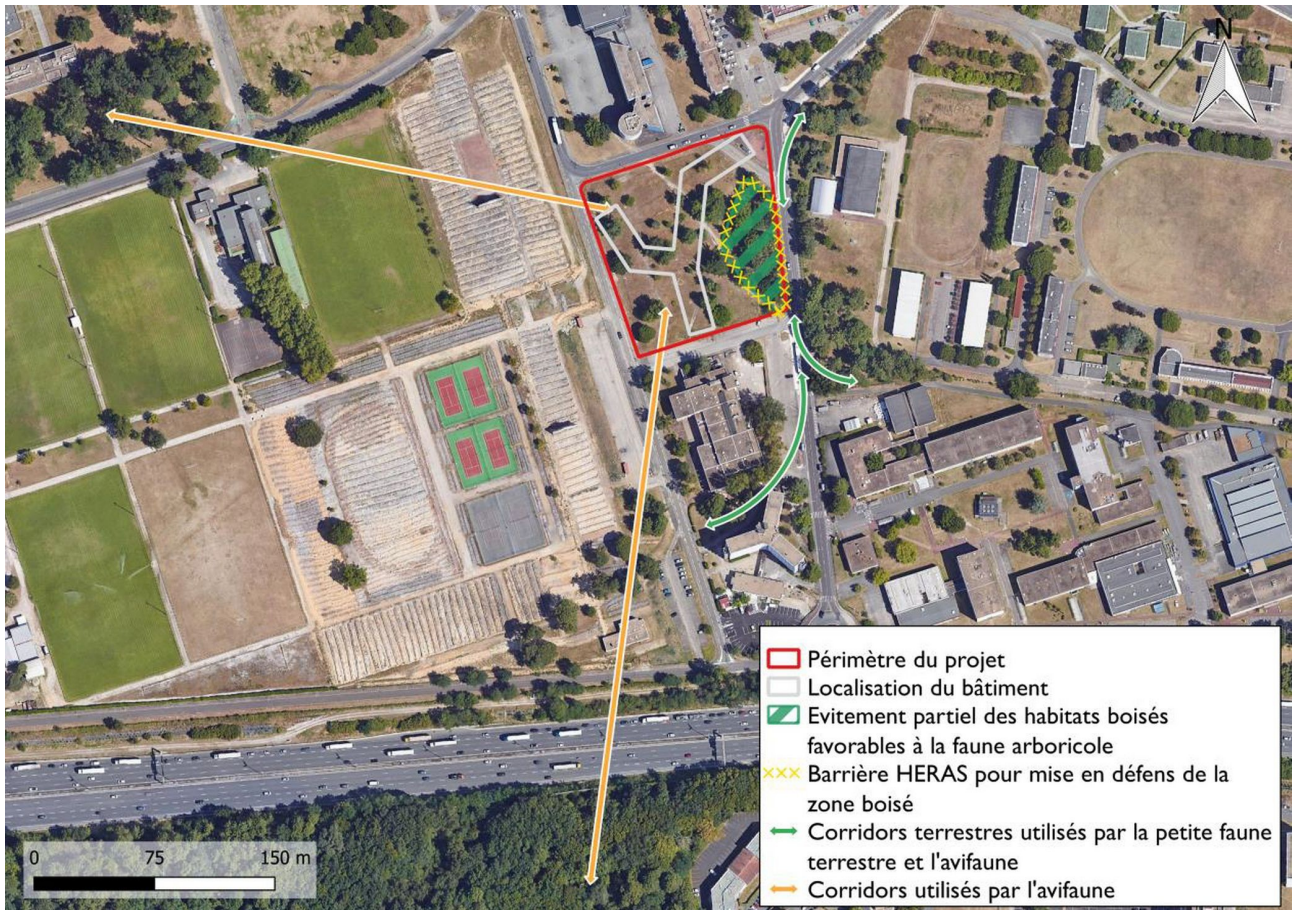 N
Périmètre du projet
Localisation du bâtiment
Evitement partiel des habitats boisés
favorables à la faune arboricole
Barrière HERAS pour mise en défens de la
zone boisé
Corridors terrestres utilisés par la petite faune
terrestre et l'avifaune
Corridors utilisés par l'avifaune
0 75 150 m